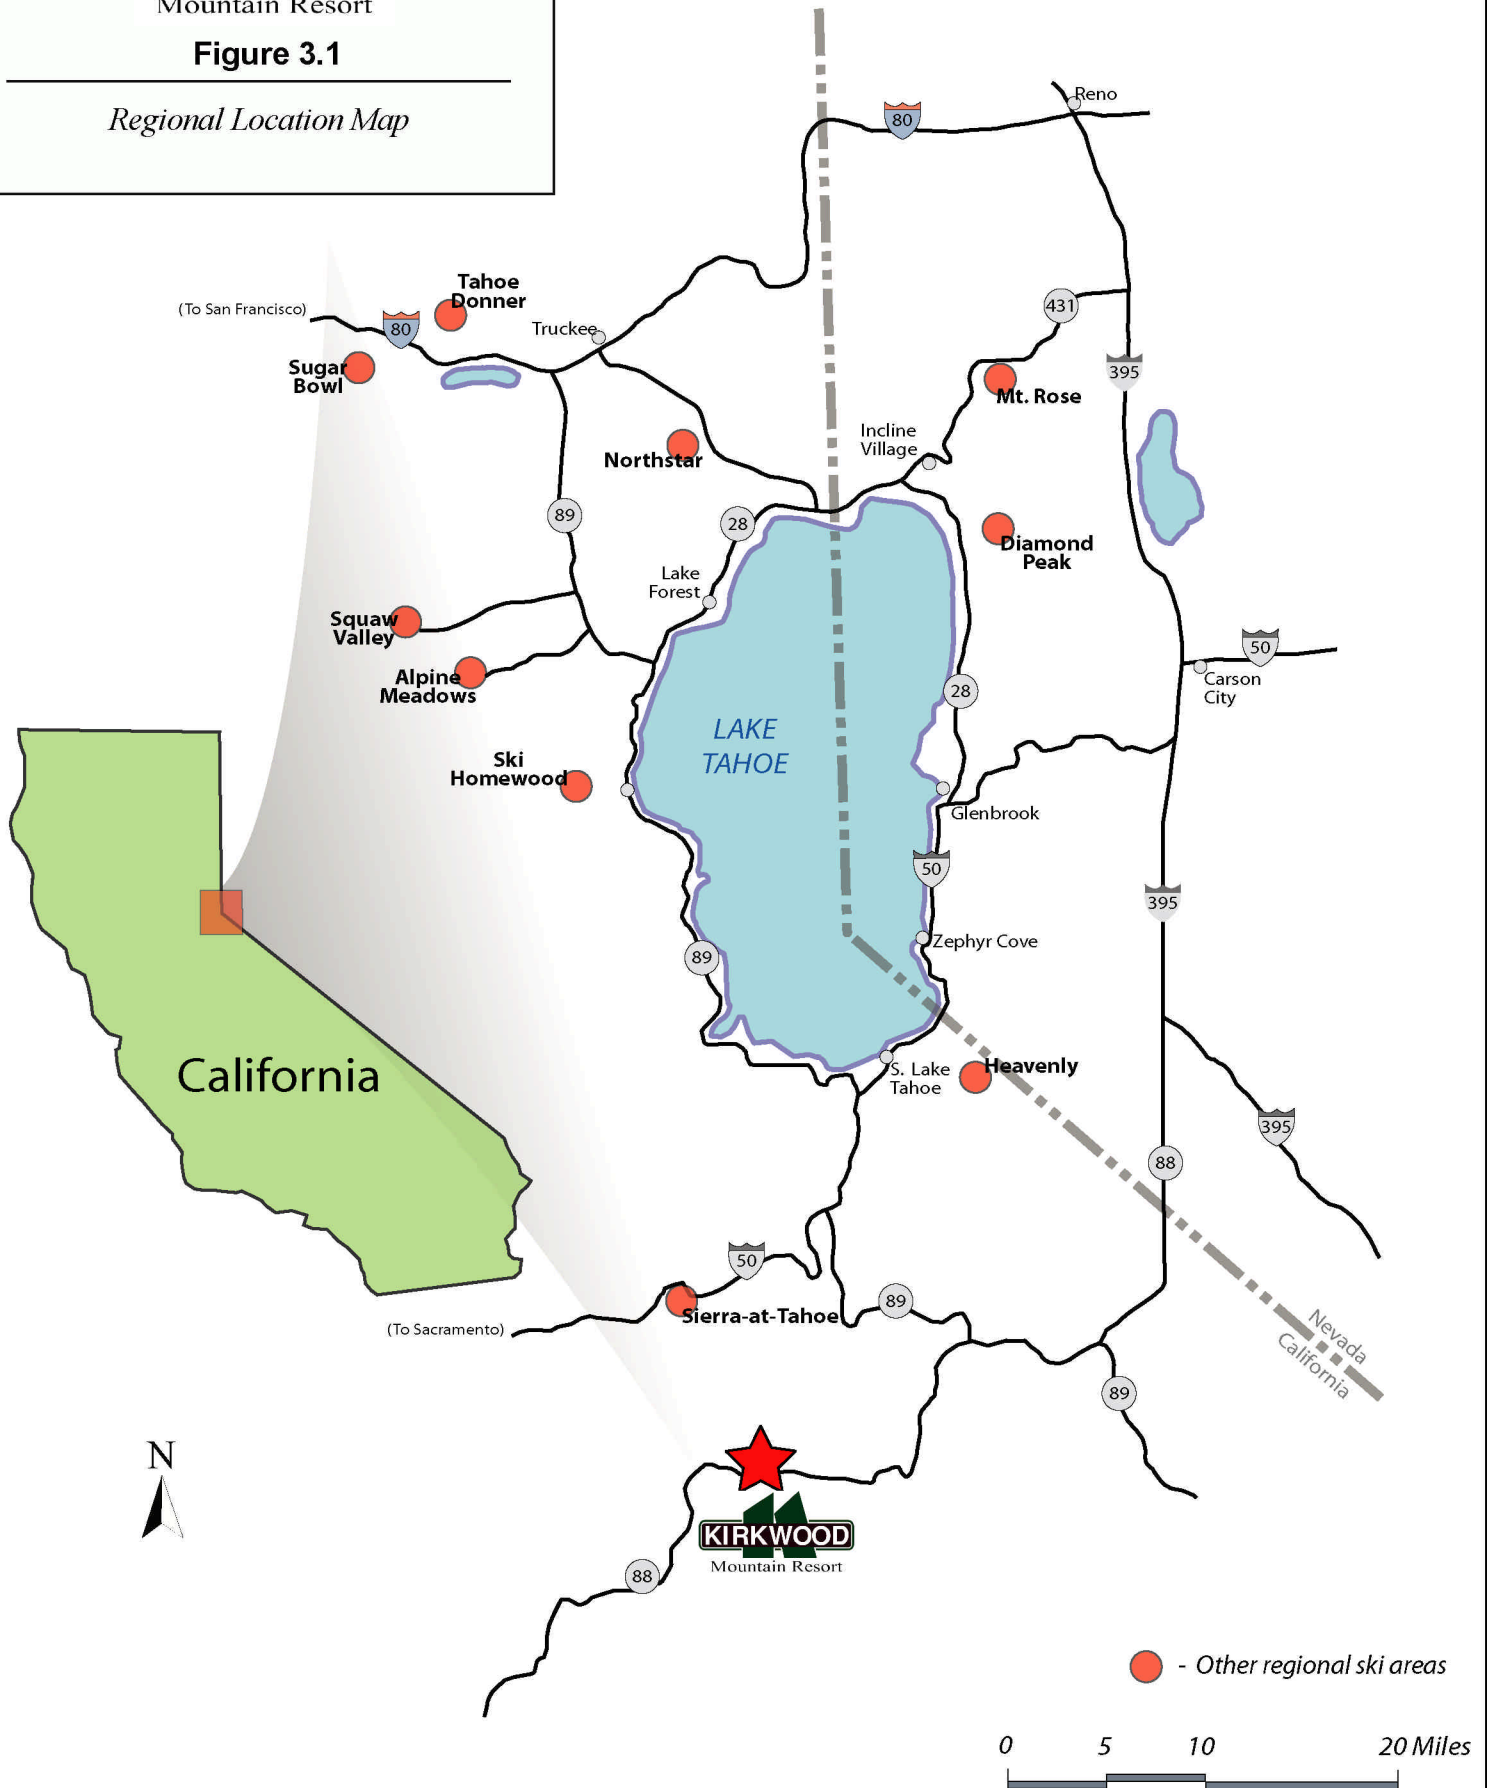 Mountain Resort
Figure 3.1
Regional Location Map
Reno
80
(To San Francisco)
80
Tahoe
Donner
Truckee
431
Sugar
Bowl
395
Mt. Rose
Incline
Village
Northstar
89
28
Diamond
Peak
Lake
Forest
Squaw
Valley
50
Alpine
Meadows
Carson
City
28
LAKE
TAHOE
Ski
Homewood
Glenbrook
50
395
Zephyr Cove
89
California
S. Lake
Tahoe
Heavenly
395
88
50
89
Sierra-at-Tahoe
(To Sacramento)
Nevada
California
89
N
KIRKWOOD
Mountain Resort
88
- Other regional ski areas
0 5 10 20 Miles